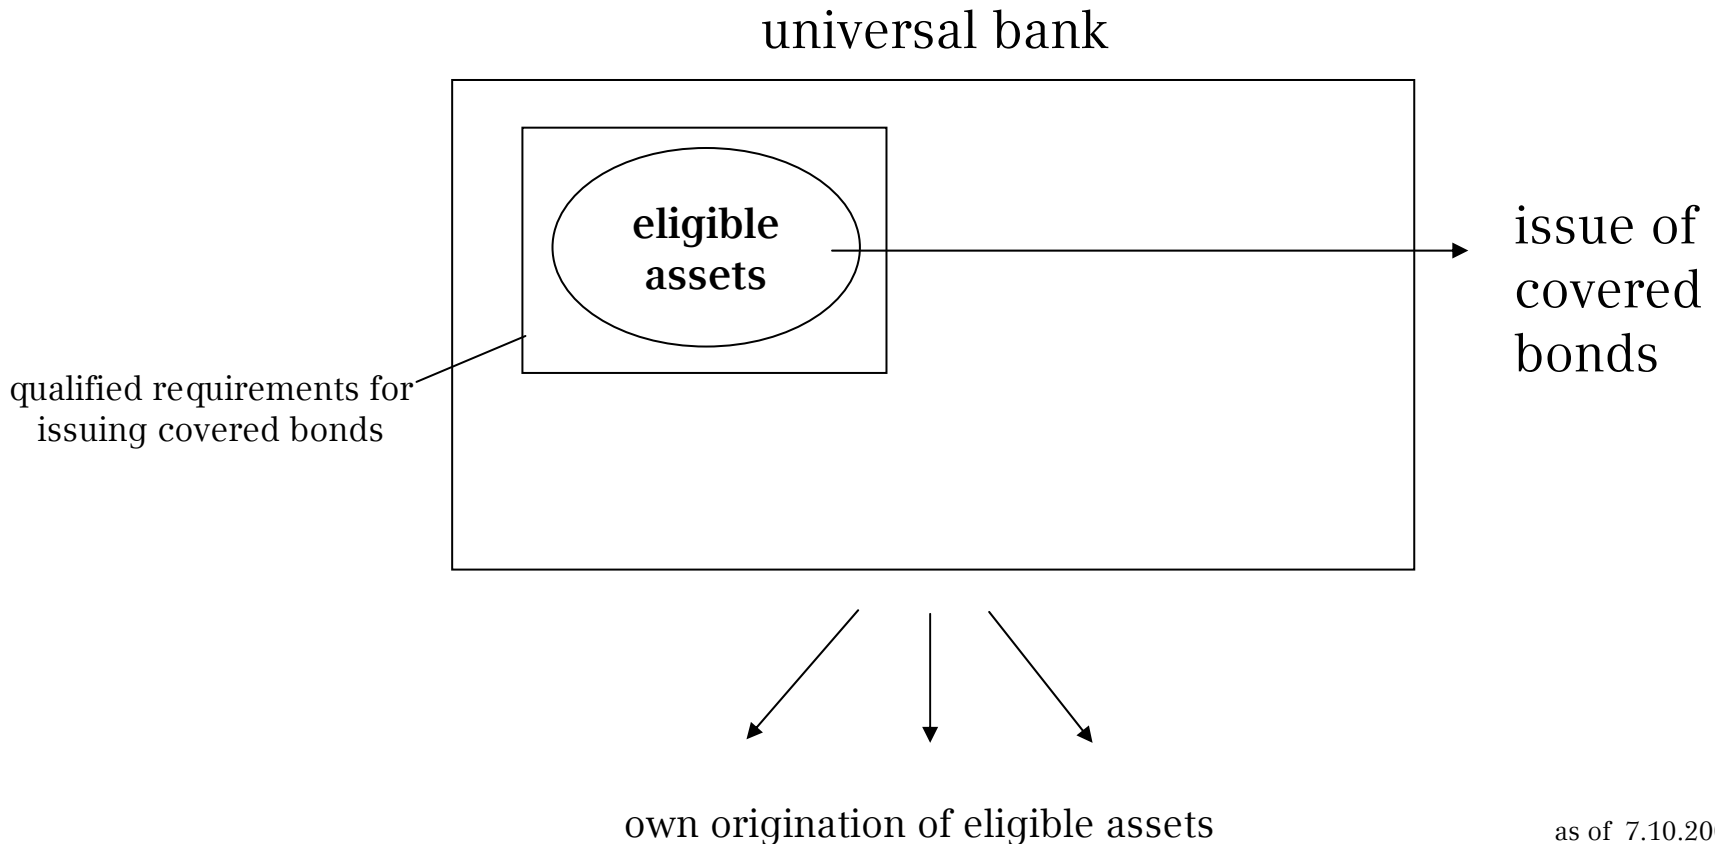 universal bank
eligible
assets
issue of
covered
bonds
qualified requirements for
issuing covered bonds
own origination of eligible assets
as of 7.10.20